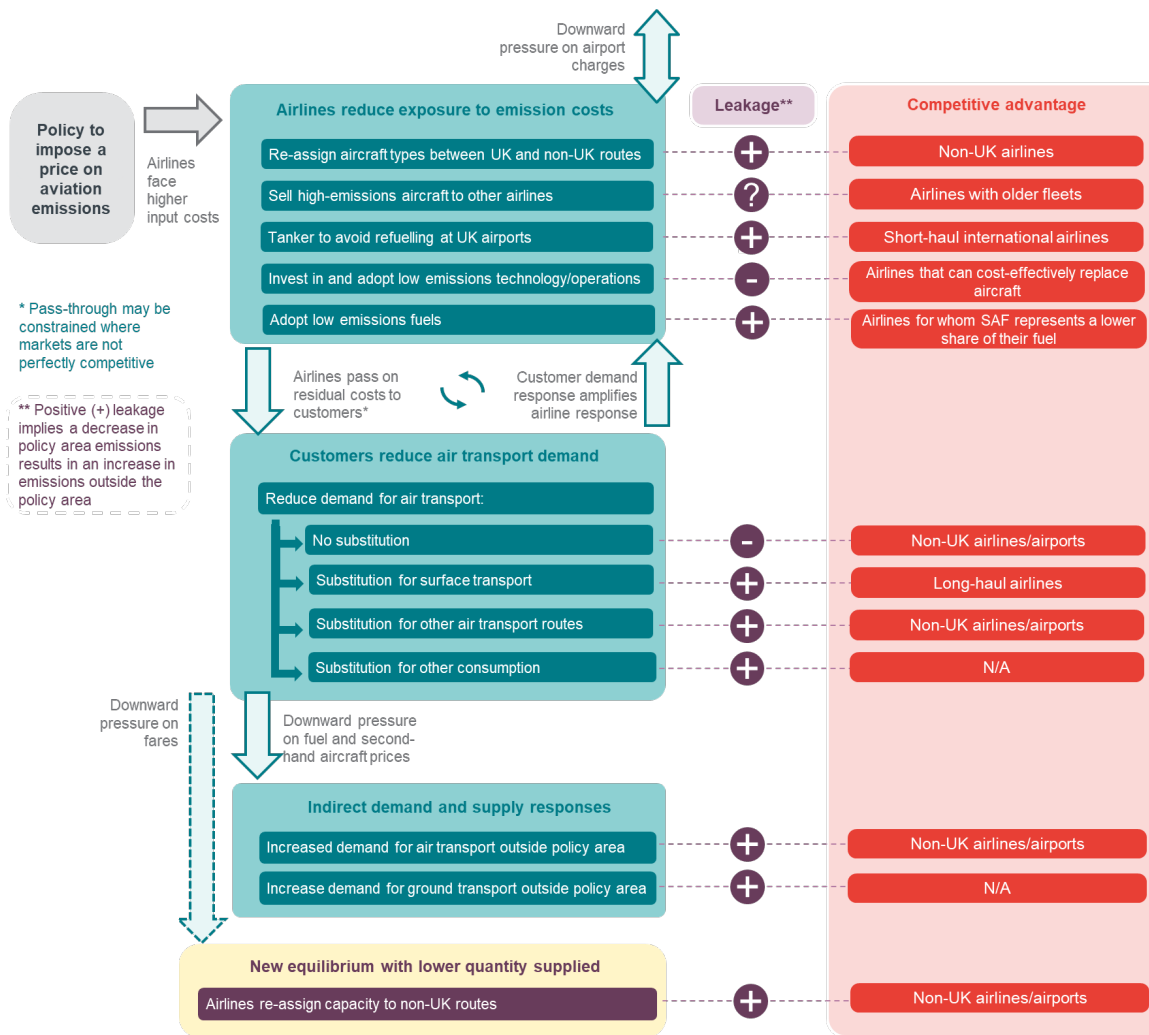 Downward
pressure on airport
charges
Policy to
impose a
price on
aviation
emissions
Airlines
face
higher
input costs
Airlines reduce exposure to emission costs
Leakage**
Competitive advantage
Re-assign aircraft types between UK and non-UK routes
+
Non-UK airlines
Sell high-emissions aircraft to other airlines
?
Airlines with older fleets
Tanker to avoid refuelling at UK airports
+
Short-haul international airlines
Invest in and adopt low emissions technology/operations
-
Airlines that can cost-effectively replace
aircraft
Adopt low emissions fuels
+
Airlines for whom SAF represents a lower
share of their fuel
* Pass-through may be
constrained where
markets are not
perfectly competitive
** Positive (+) leakage
implies a decrease in
policy area emissions
results in an increase in
emissions outside the
policy area
Airlines pass on
residual costs to
customers*
Customer demand
response amplifies
airline response
Customers reduce air transport demand
Reduce demand for air transport:
No substitution
-
Non-UK airlines/airports
Substitution for surface transport
+
Long-haul airlines
Substitution for other air transport routes
+
Non-UK airlines/airports
Substitution for other consumption
+
N/A
Downward
pressure on
fares
Downward pressure
on fuel and second-
hand aircraft prices
Indirect demand and supply responses
Increased demand for air transport outside policy area
+
Non-UK airlines/airports
Increase demand for ground transport outside policy area
+
N/A
New equilibrium with lower quantity supplied
Airlines re-assign capacity to non-UK routes
+
Non-UK airlines/airports